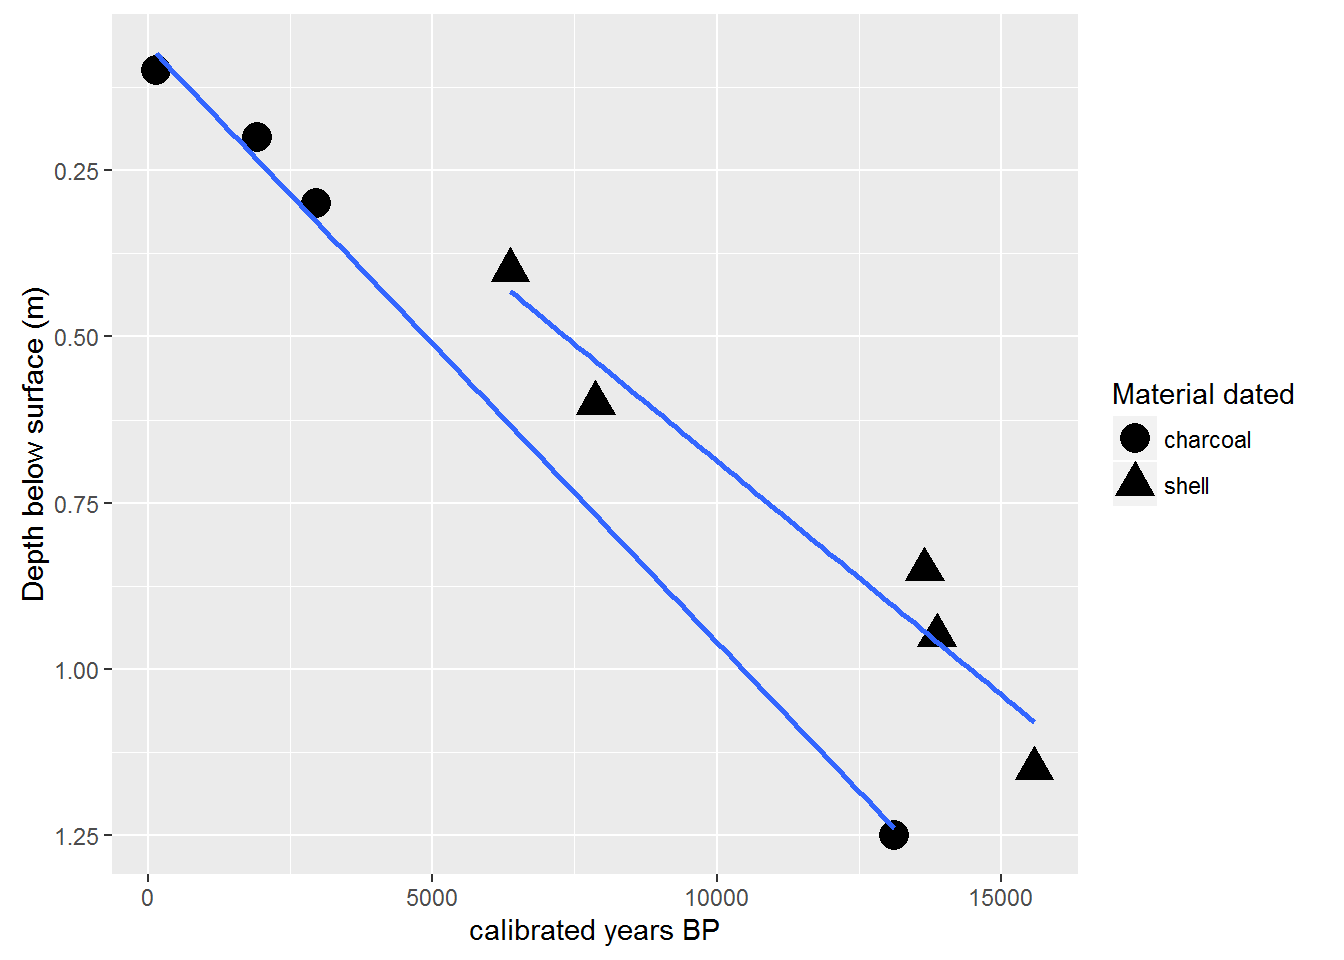 Depth below surface (m)
0.25
0.50
0.75
1.00
1.25
0
5000
10000
15000
calibrated years BP
Material dated
charcoal
shell